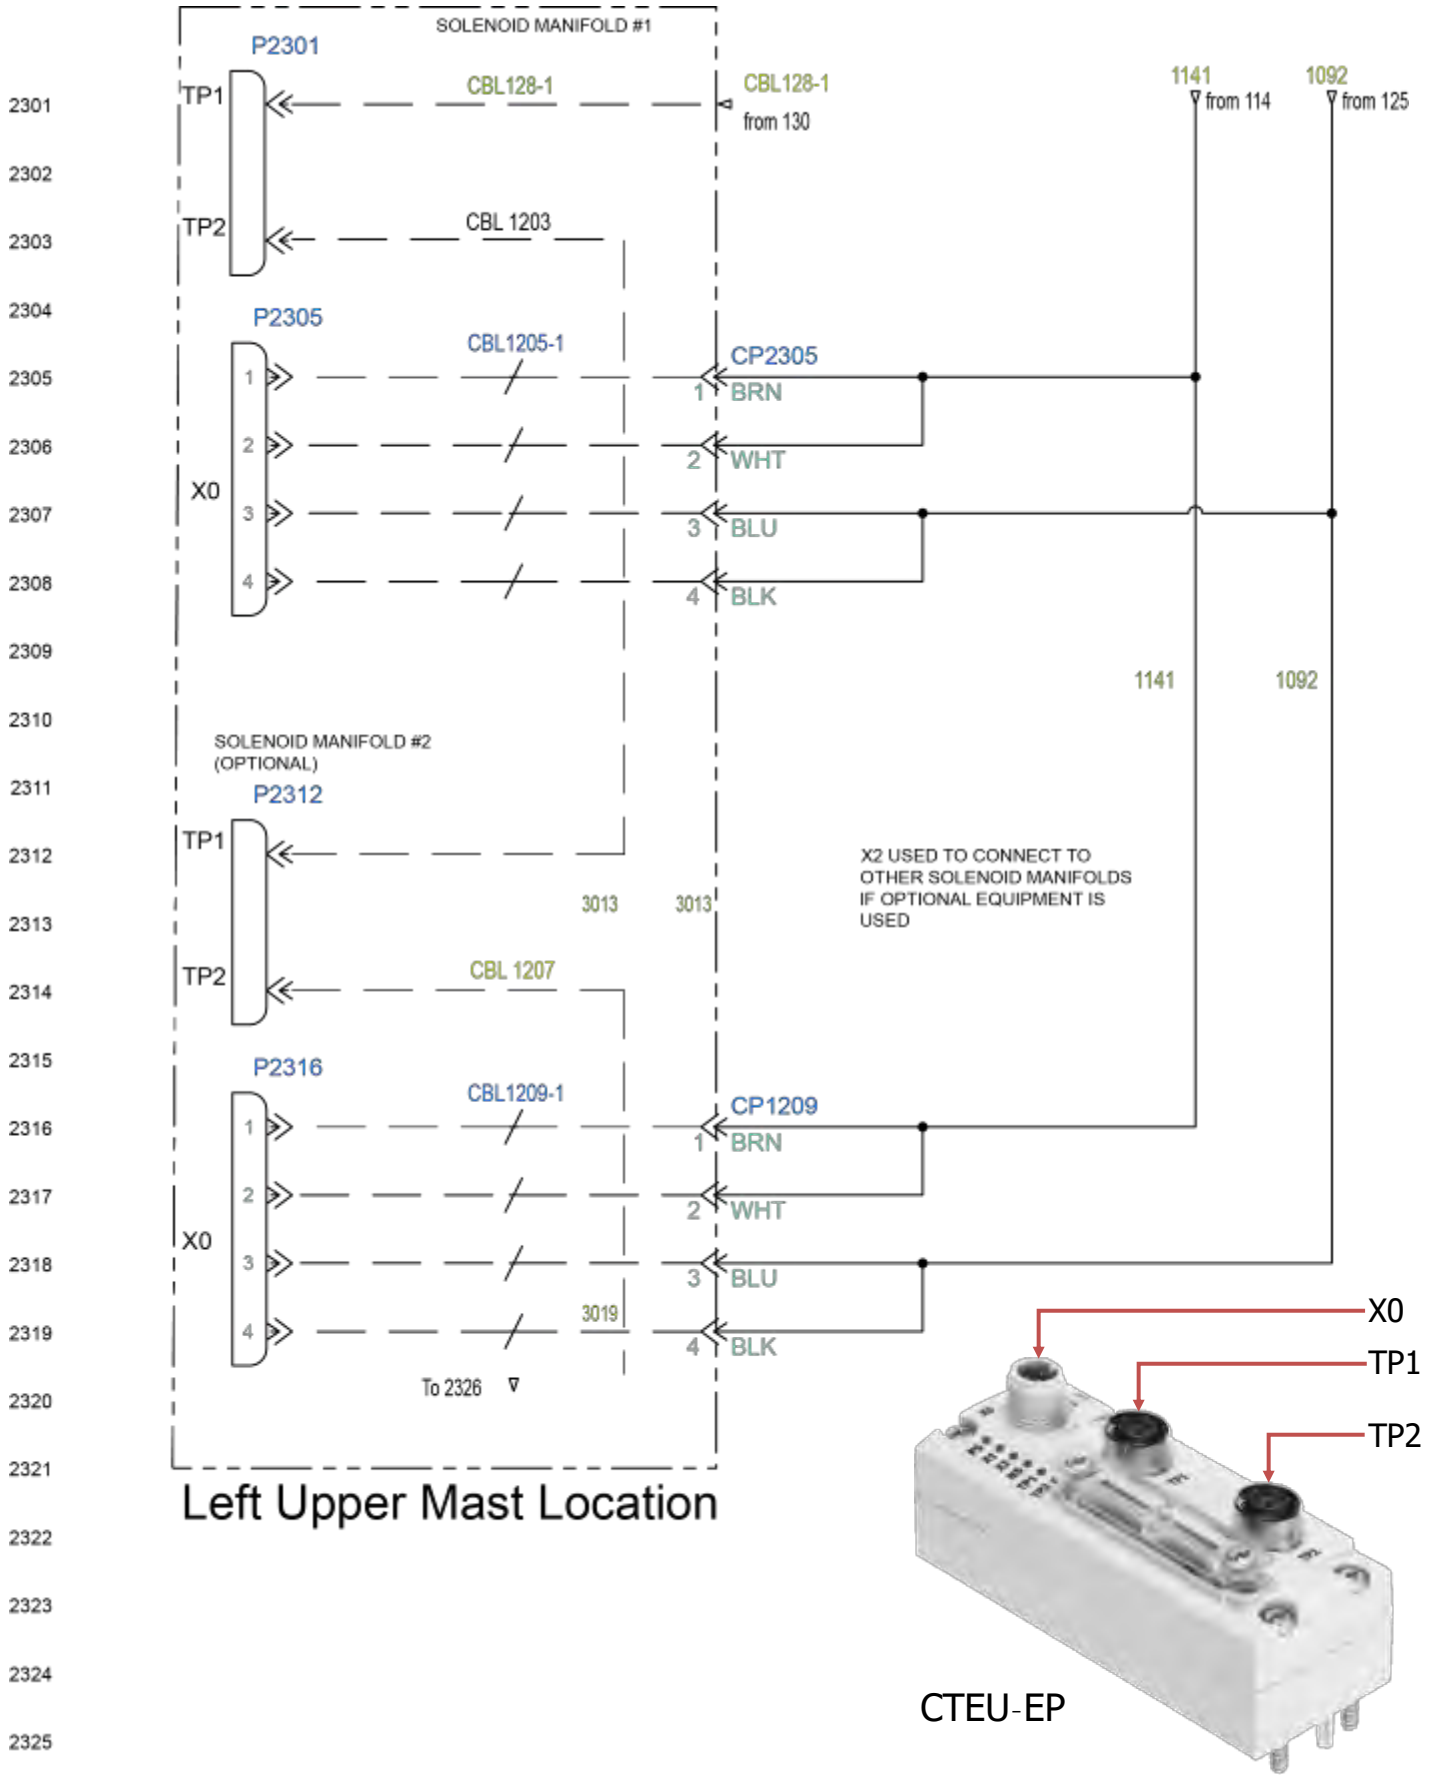 SOLENOID MANIFOLD #1
P2301
1141
1092
2301
TP1
CBL128-1
CBL128-1
from 130
from 114
from 125
2302
2303
TP2
CBL 1203
2304
P2305
CBL1205-1
CP2305
2305
1
1
BRN
2306
2
2
WHT
X0
2307
3
3
BLU
2308
4
4
BLK
2309
1141
1092
2310
SOLENOID MANIFOLD #2
(OPTIONAL)
2311
P2312
2312
TP1
X2 USED TO CONNECT TO
OTHER SOLENOID MANIFOLDS
IF OPTIONAL EQUIPMENT IS
USED
2313
3013
3013
2314
TP2
CBL 1207
2315
P2316
CBL1209-1
CP1209
2316
1
1
BRN
2317
2
2
WHT
X0
2318
3
3
BLU
2319
4
3019
4
BLK
2320
To 2326
2321
Left Upper Mast Location
2322
2323
2324
2325
X0
TP1
TP2
CTEU-EP